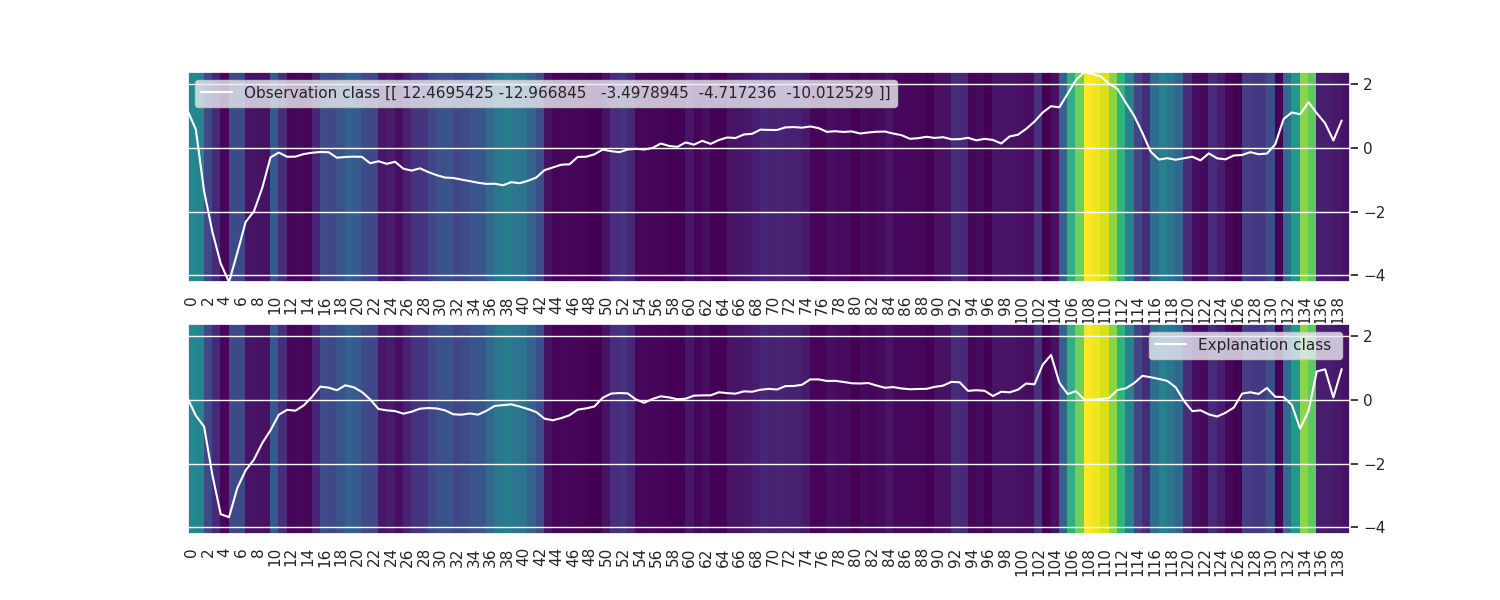 Observation class [[ 12.4695425 -12.966845   -3.4978945  -4.717236  -10.012529 ]]
2
0
−2
−4
0 2 4 6 8 10 12 14 16 18 20 22 24 26 28 30 32 34 36 38 40 42 44 46 48 50 52 54 56 58 60 62 64 66 68 70 72 74 76 78 80 82 84 86 88 90 92 94 96 98 100 102 104 106 108 110 112 114 116 118 120 122 124 126 128 130 132 134 136 138
Explanation class
2
0
−2
−4
0 2 4 6 8 10 12 14 16 18 20 22 24 26 28 30 32 34 36 38 40 42 44 46 48 50 52 54 56 58 60 62 64 66 68 70 72 74 76 78 80 82 84 86 88 90 92 94 96 98 100 102 104 106 108 110 112 114 116 118 120 122 124 126 128 130 132 134 136 138